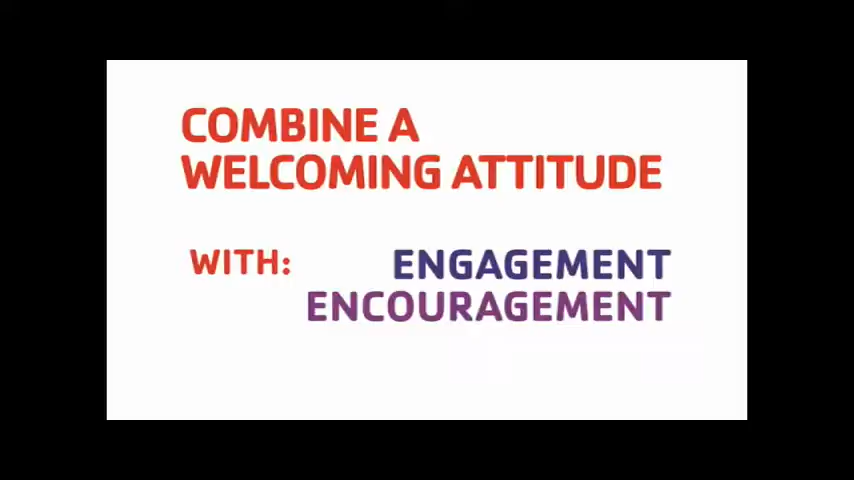 COMBINE A
WELCOMING ATTITUDE
WITH: ENGAGEMENT
ENCOURAGEMENT